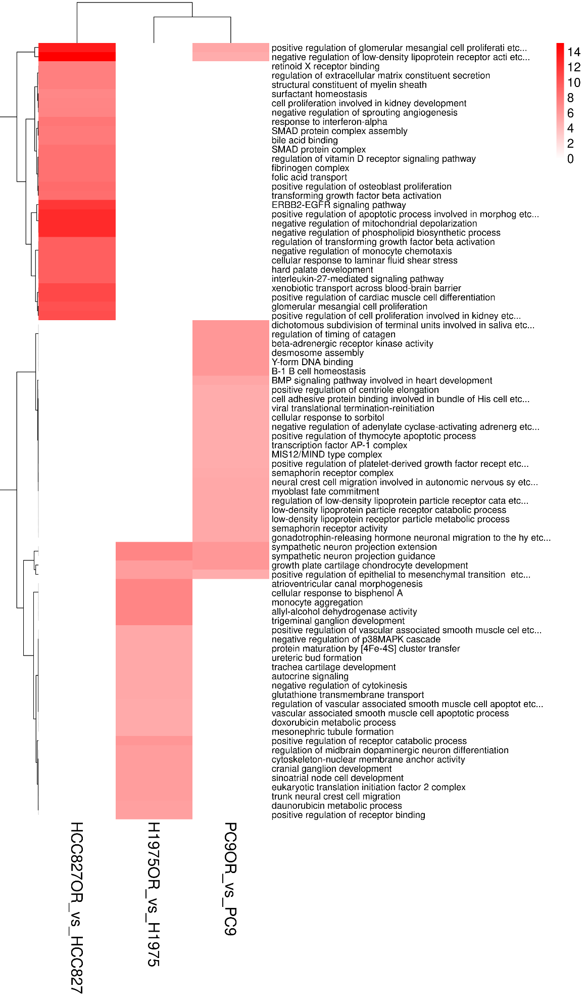 positive regulation of glomerular mesangial cell proliferati etc...
negative regulation of low-density lipoprotein receptor acti etc...
retinoid X receptor binding
regulation of extracellular matrix constituent secretion
structural constituent of myelin sheath
surfactant homeostasis
cell proliferation involved in kidney development
negative regulation of sprouting angiogenesis
response to interferon-alpha
SMAD protein complex assembly
bile acid binding
SMAD protein complex
regulation of vitamin D receptor signaling pathway
fibrinogen complex
folic acid transport
positive regulation of osteoblast proliferation
transforming growth factor beta activation
ERBB2-EGFR signaling pathway
positive regulation of apoptotic process involved in morphog etc...
negative regulation of mitochondrial depolarization
negative regulation of phospholipid biosynthetic process
regulation of transforming growth factor beta activation
negative regulation of monocyte chemotaxis
cellular response to laminar fluid shear stress
hard palate development
interleukin-27-mediated signaling pathway
xenobiotic transport across blood-brain barrier
positive regulation of cardiac muscle cell differentiation
glomerular mesangial cell proliferation
positive regulation of cell proliferation involved in kidney etc...
dichotomous subdivision of terminal units involved in saliva etc...
regulation of timing of catagen
beta-adrenergic receptor kinase activity
desmosome assembly
Y-form DNA binding
B-1 B cell homeostasis
BMP signaling pathway involved in heart development
positive regulation of centriole elongation
cell adhesive protein binding involved in bundle of His cell etc...
viral translational termination-reinitiation
cellular response to sorbitol
negative regulation of adenylate cyclase-activating adrenerg etc...
positive regulation of thymocyte apoptotic process
transcription factor AP-1 complex
MIS12/MIND type complex
positive regulation of platelet-derived growth factor recept etc...
semaphorin receptor complex
neural crest cell migration involved in autonomic nervous sy etc...
myoblast fate commitment
regulation of low-density lipoprotein particle receptor cata etc...
low-density lipoprotein particle receptor catabolic process
low-density lipoprotein receptor particle metabolic process
semaphorin receptor activity
gonadotrophin-releasing hormone neuronal migration to the hy etc...
sympathetic neuron projection extension
sympathetic neuron projection guidance
growth plate cartilage chondrocyte development
positive regulation of epithelial to mesenchymal transition  etc...
atrioventricular canal morphogenesis
cellular response to bisphenol A
monocyte aggregation
allyl-alcohol dehydrogenase activity
trigeminal ganglion development
positive regulation of vascular associated smooth muscle cel etc...
negative regulation of p38MAPK cascade
protein maturation by [4Fe-4S] cluster transfer
ureteric bud formation
trachea cartilage development
autocrine signaling
negative regulation of cytokinesis
glutathione transmembrane transport
regulation of vascular associated smooth muscle cell apoptot etc...
vascular associated smooth muscle cell apoptotic process
doxorubicin metabolic process
mesonephric tubule formation
positive regulation of receptor catabolic process
regulation of midbrain dopaminergic neuron differentiation
cytoskeleton-nuclear membrane anchor activity
cranial ganglion development
sinoatrial node cell development
eukaryotic translation initiation factor 2 complex
trunk neural crest cell migration
daunorubicin metabolic process
positive regulation of receptor binding
14
12
10
8
6
4
2
0
HCC827OR_vs_HCC827
H1975OR_vs_H1975
PC9OR_vs_PC9